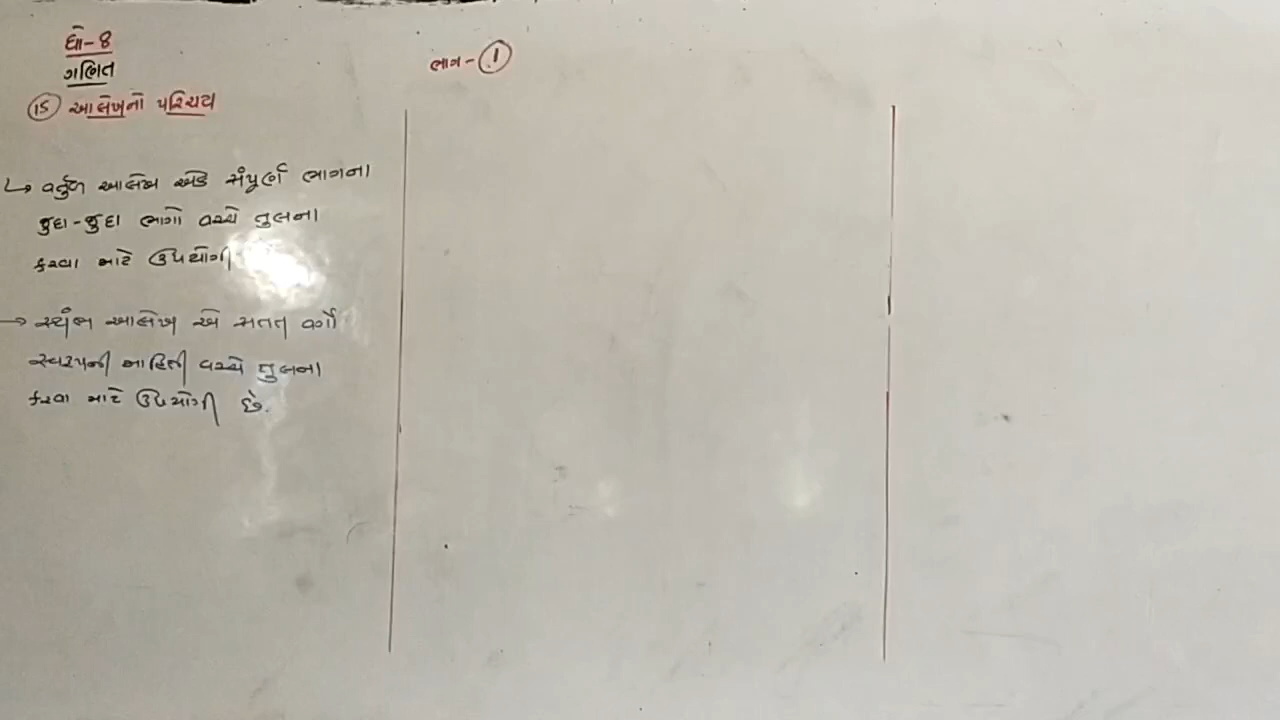 ધો-8
ગણિત
ભાગ-①
⑮ આલેખનો પરિચય
↳ વર્તુળ આલેખ એક સંપૂર્ણ ભાગના
જુદા-જુદા ભાગો વચ્ચે તુલના
કરવા માટે ઉપયોગી
→ સ્તંભ આલેખ એ સતત વર્ગો
સ્વરૂપની માહિતી વચ્ચે તુલના
કરવા માટે ઉપયોગી છે.